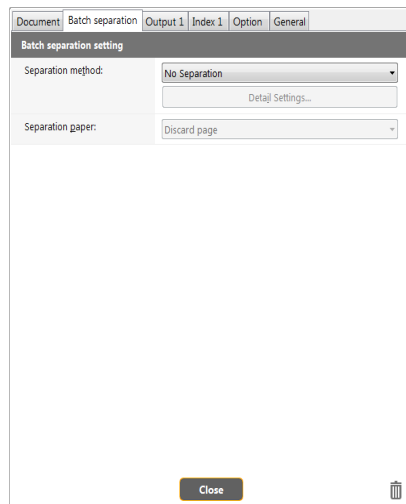 Document Batch separation Output 1 Index 1 Option General
Batch separation setting
Separation method: No Separation
Detail Settings...
Separation paper: Discard page
Close